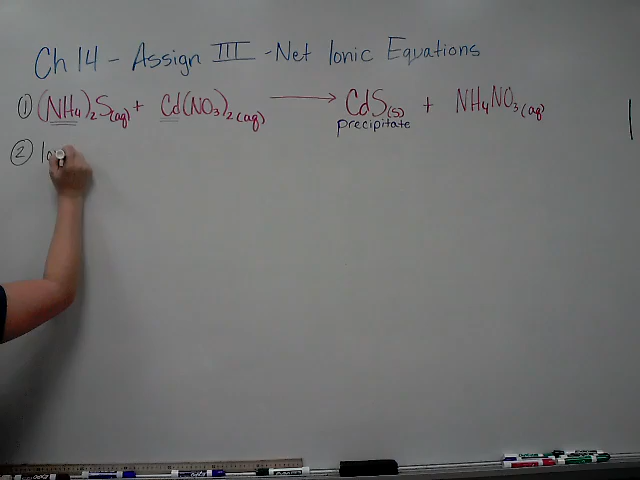 Ch 14 - Assign III - Net Ionic Equations
① (NH₄)₂S(aq) + Cd(NO₃)₂(aq) ⟶ CdS(s) + NH₄NO₃(aq)
precipitate
②